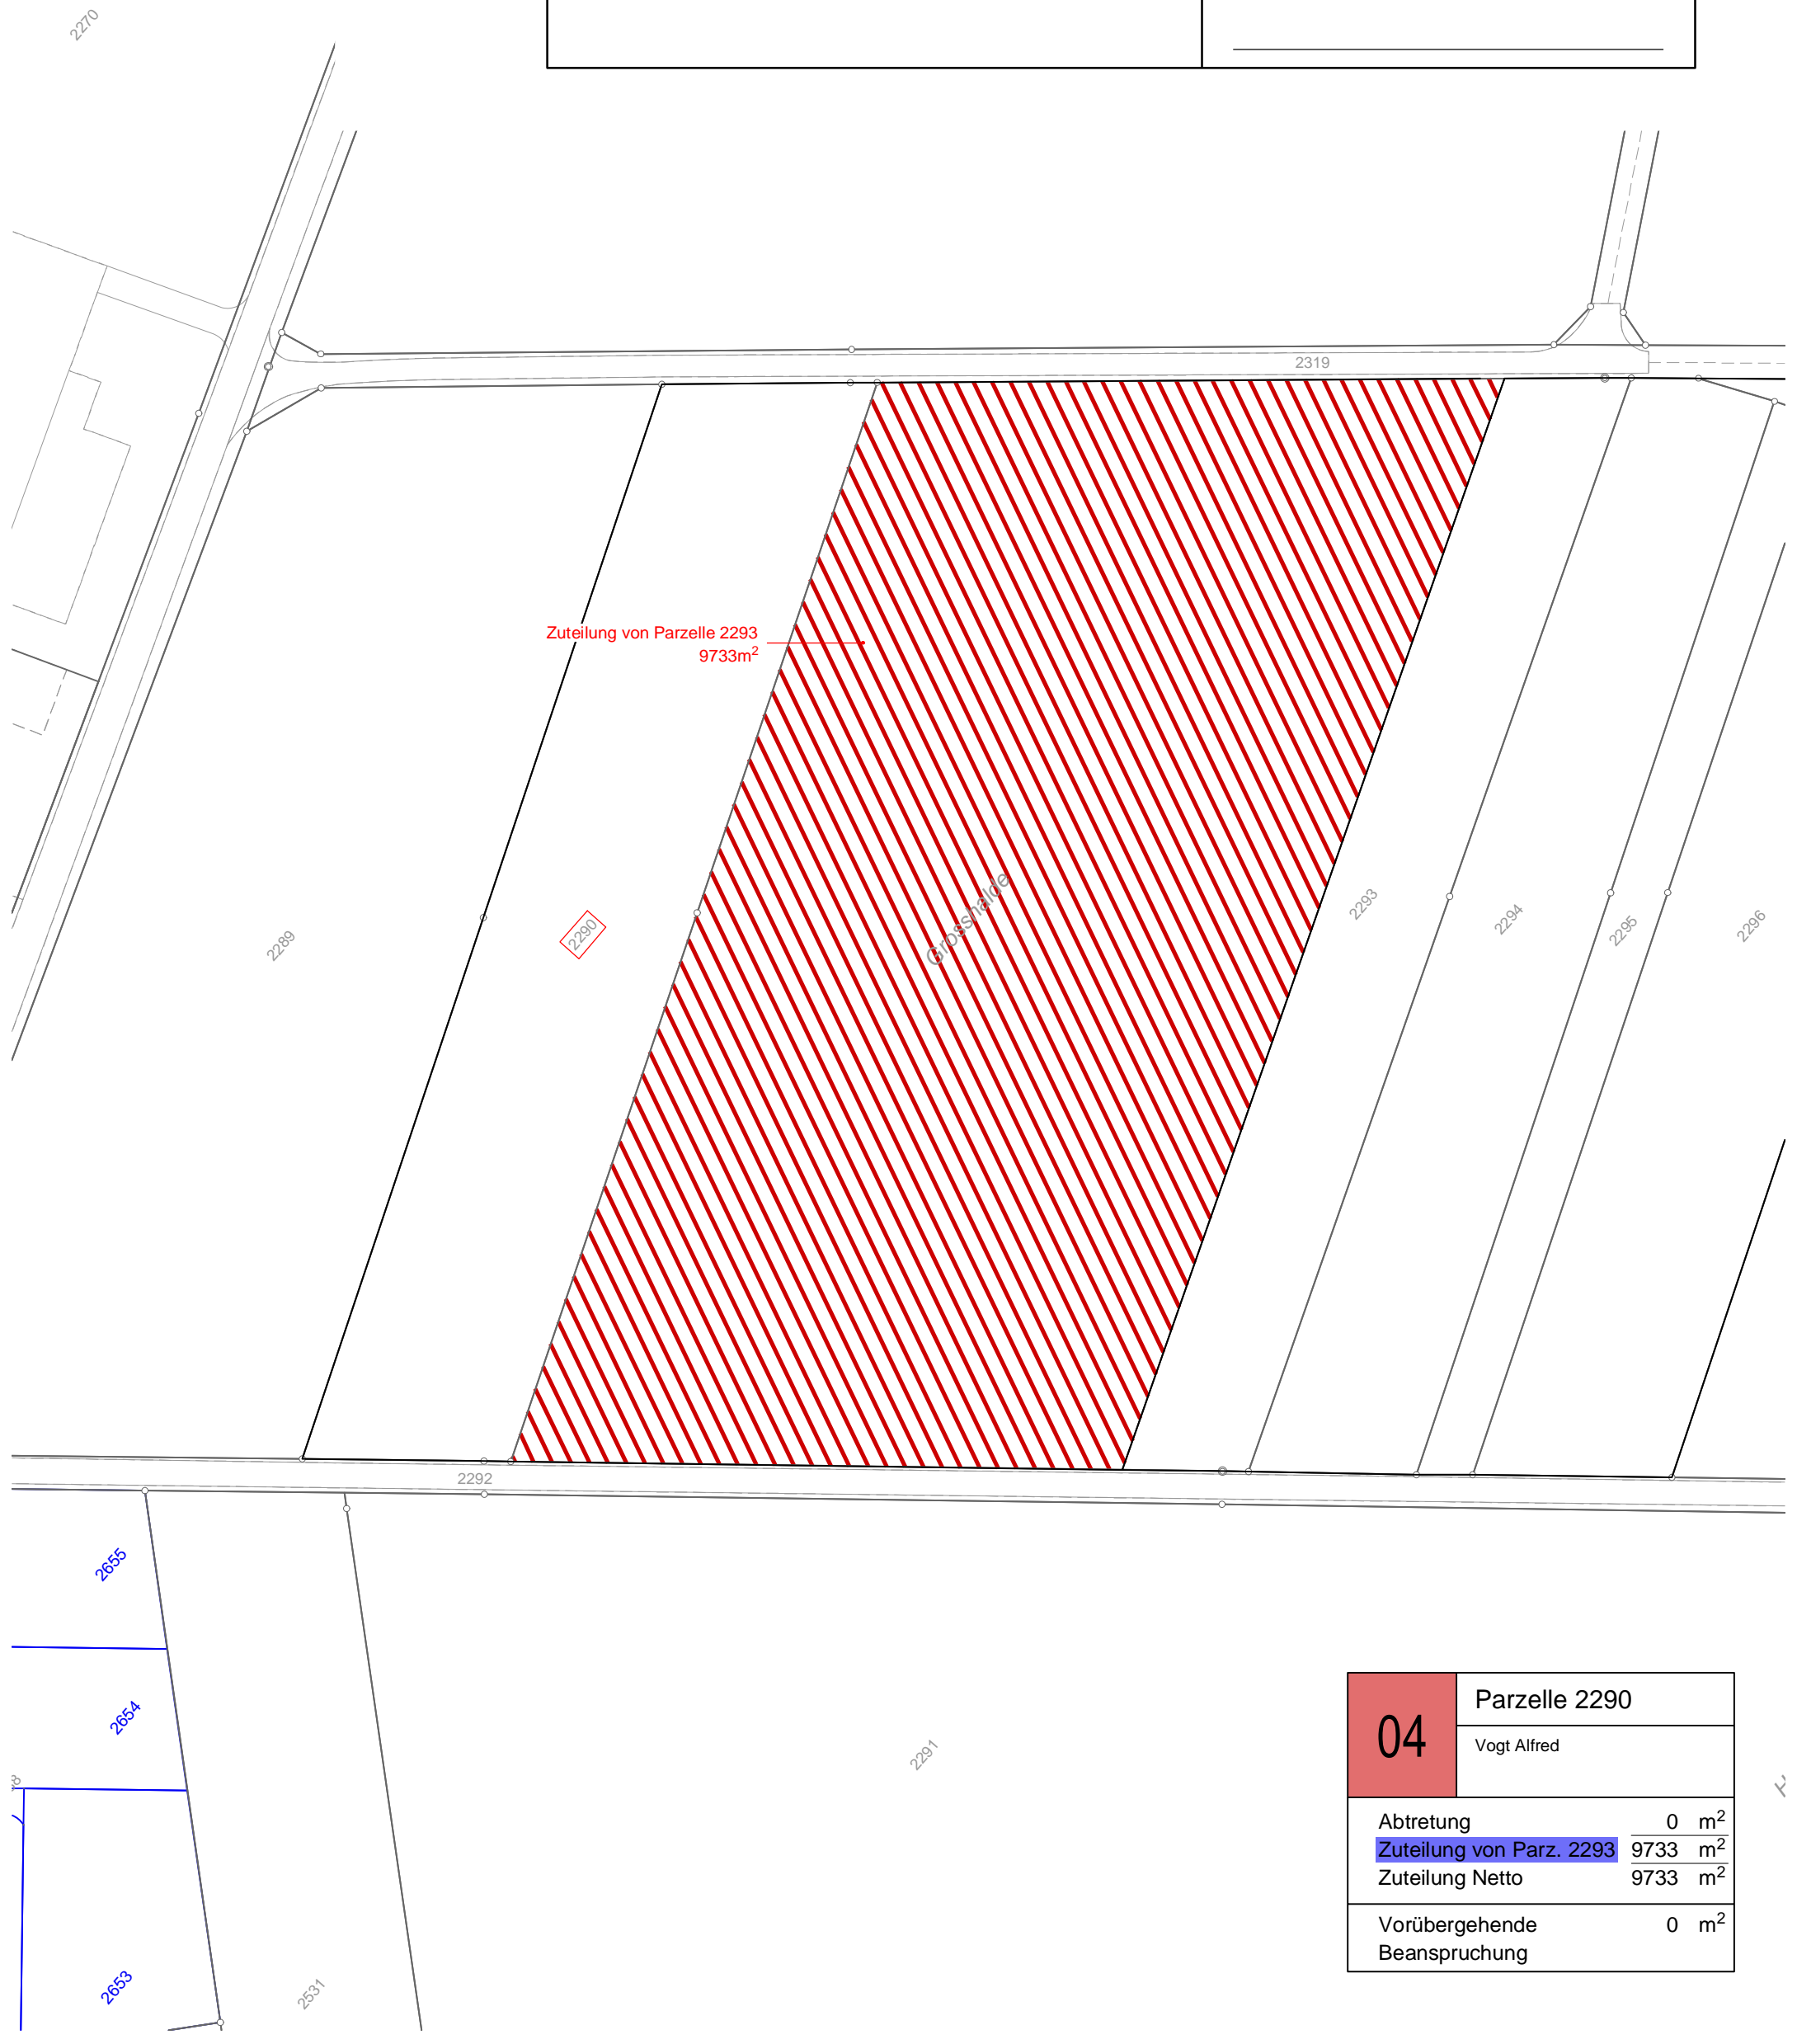 2270
2319
Zuteilung von Parzelle 2293
9733m²
Grosshalde
2289
2290
2293
2294
2295
2296
2292
2655
2654
2653
2531
2291
04
Parzelle 2290
Vogt Alfred
Abtretung 0 m²
Zuteilung von Parz. 2293 9733 m²
Zuteilung Netto 9733 m²
Vorübergehende 0 m²
Beanspruchung